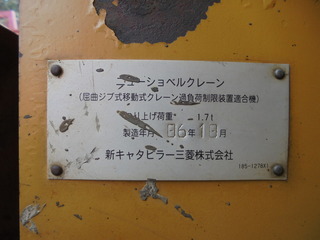 ューショベルクレーン
(屈曲ジブ式移動式クレーン過負荷制限装置適合機)
り上げ荷重 1.7t
製造年月 06年10月
新キャタピラー三菱株式会社